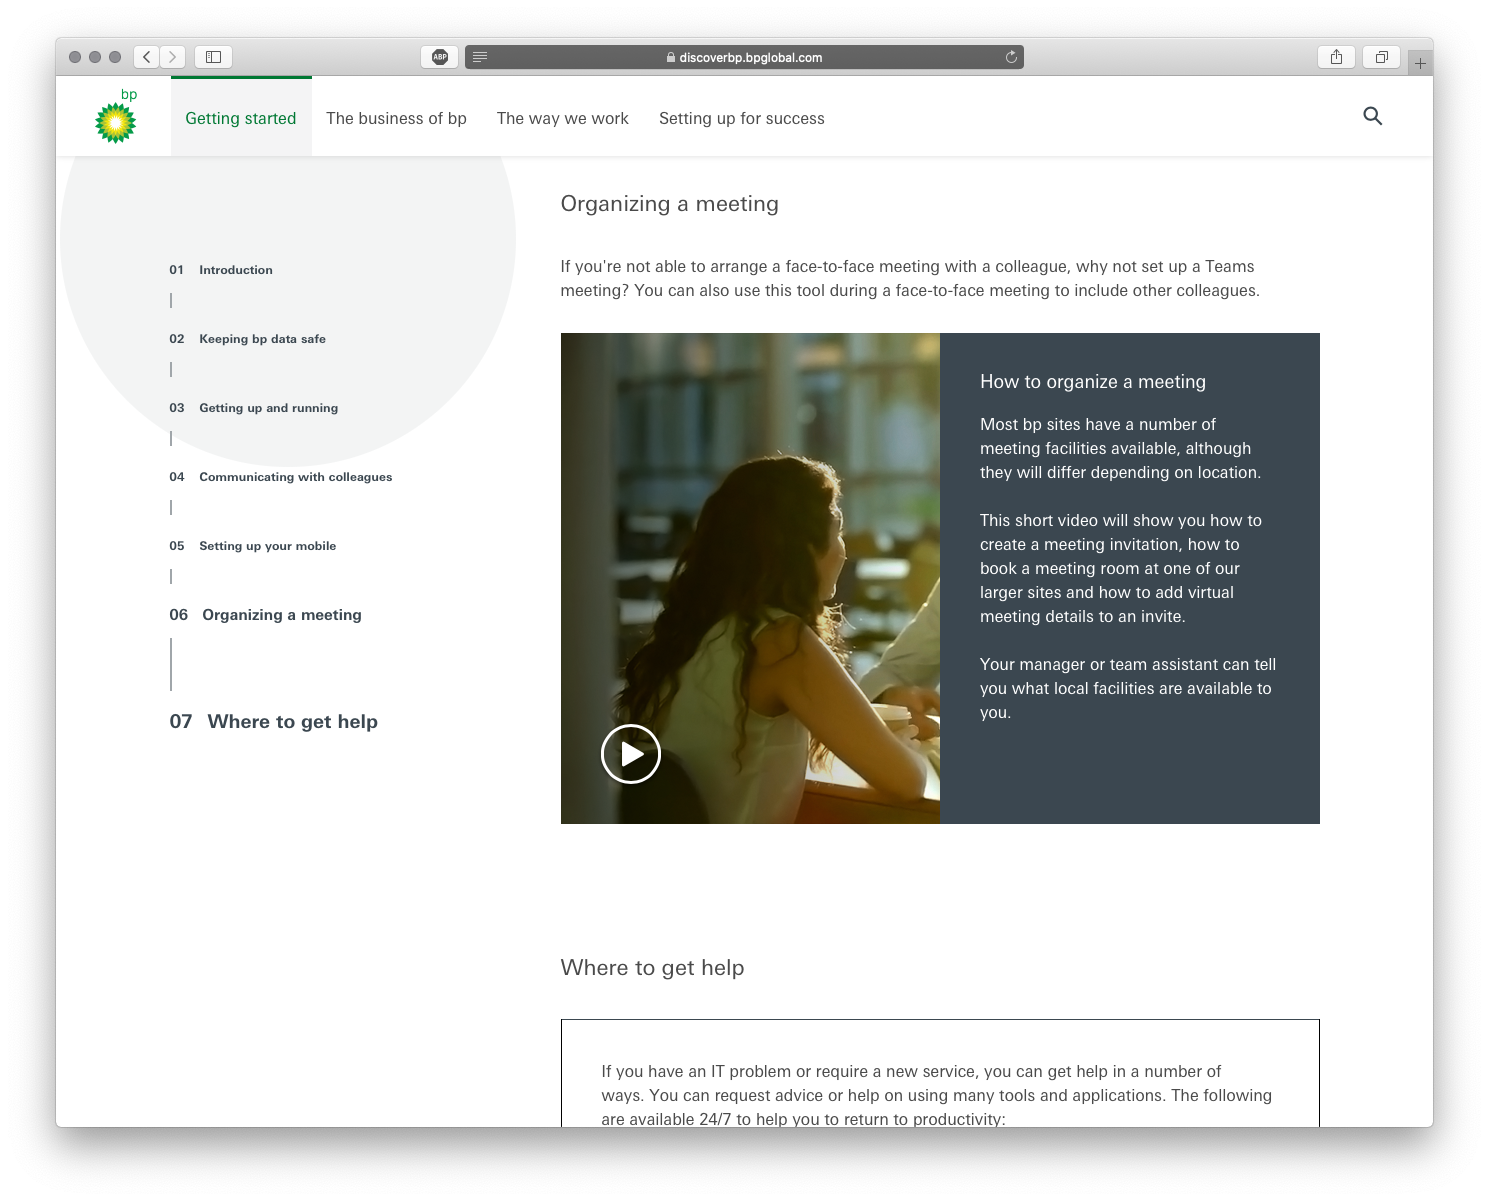 ABP
discoverbp.bpglobal.com
bp
Getting started
The business of bp
The way we work
Setting up for success
01 Introduction
02 Keeping bp data safe
03 Getting up and running
04 Communicating with colleagues
05 Setting up your mobile
06 Organizing a meeting
07 Where to get help
Organizing a meeting
If you're not able to arrange a face-to-face meeting with a colleague, why not set up a Teams
meeting? You can also use this tool during a face-to-face meeting to include other colleagues.
How to organize a meeting
Most bp sites have a number of
meeting facilities available, although
they will differ depending on location.
This short video will show you how to
create a meeting invitation, how to
book a meeting room at one of our
larger sites and how to add virtual
meeting details to an invite.
Your manager or team assistant can tell
you what local facilities are available to
you.
Where to get help
If you have an IT problem or require a new service, you can get help in a number of
ways. You can request advice or help on using many tools and applications. The following
are available 24/7 to help you to return to productivity: